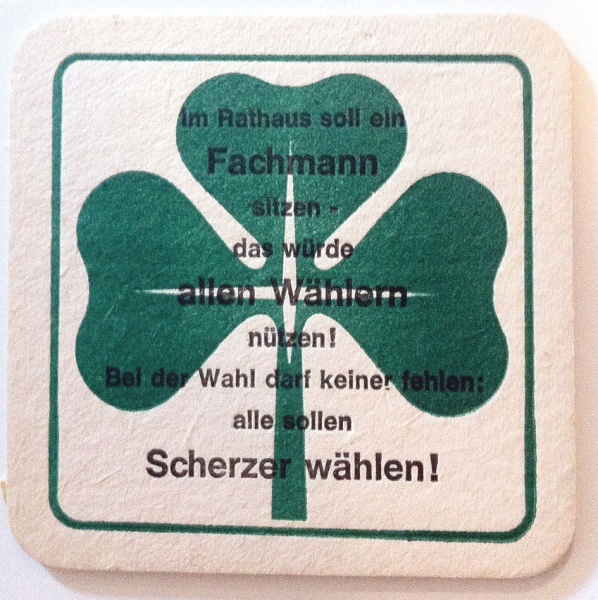 Im Rathaus soll ein
Fachmann
sitzen -
das würde
allen Wählern
nützen!
Bei der Wahl darf keiner fehlen:
alle sollen
Scherzer wählen!